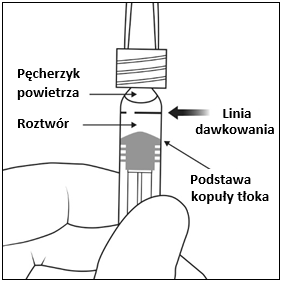 Pęcherzyk
powietrza
Roztwór
Linia
dawkowania
Podstawa
kopuły tłoka